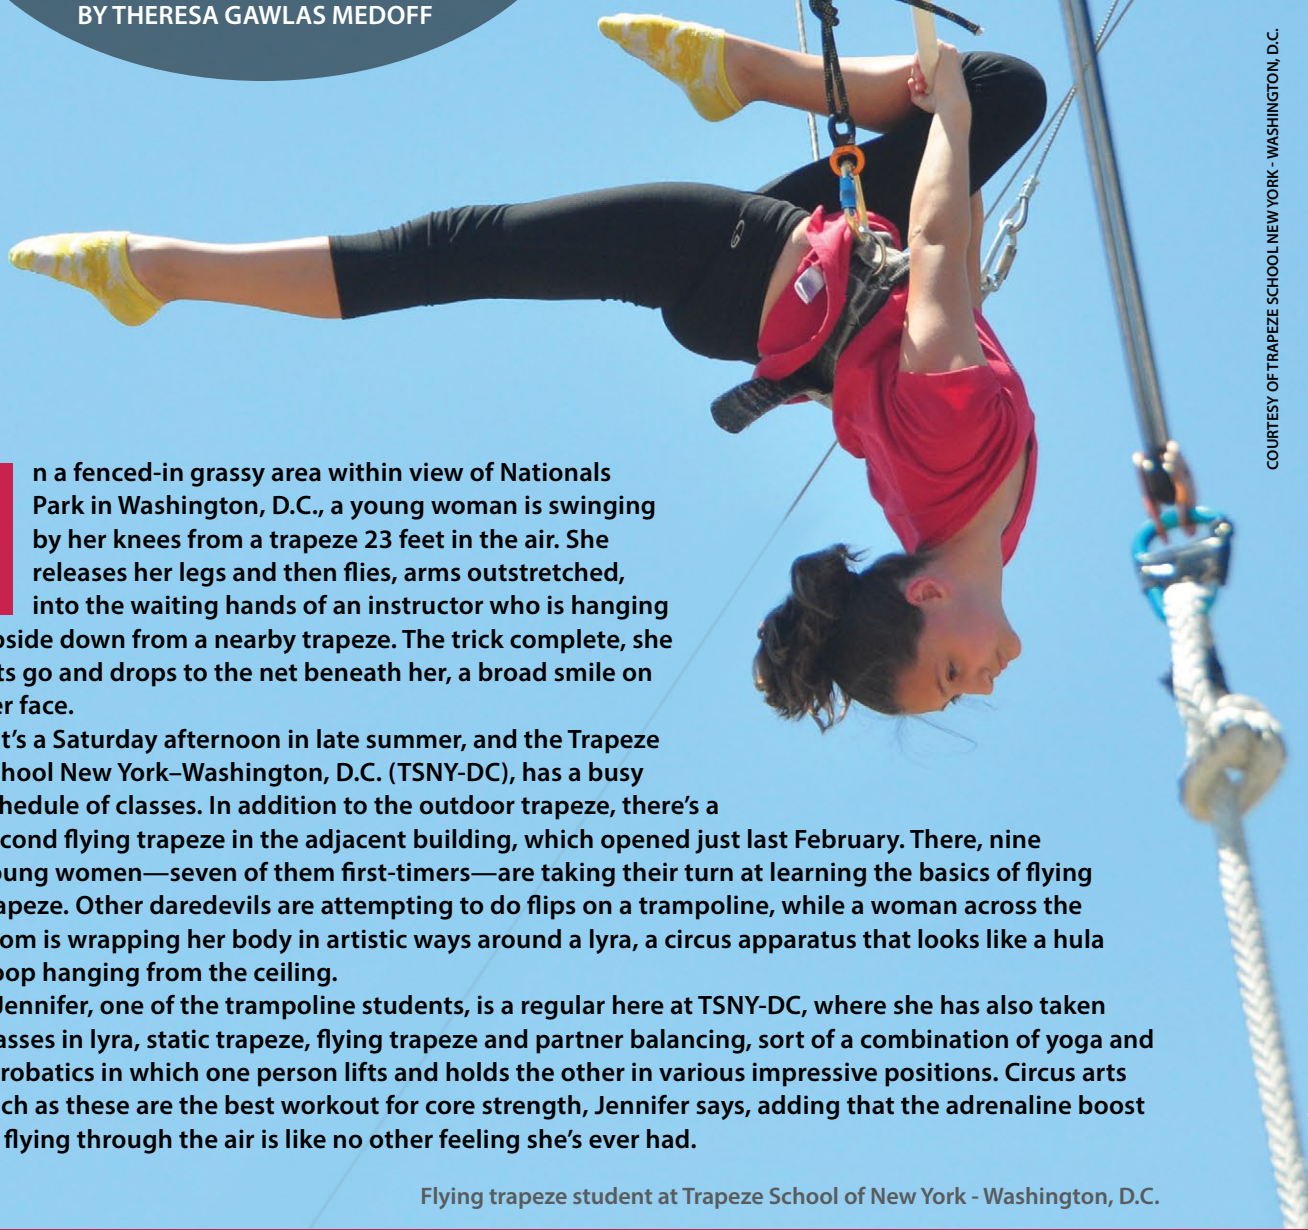 BY THERESA GAWLAS MEDOFF
COURTESY OF TRAPEZE SCHOOL NEW YORK - WASHINGTON, D.C.
n a fenced-in grassy area within view of Nationals
Park in Washington, D.C., a young woman is swinging
by her knees from a trapeze 23 feet in the air. She
releases her legs and then flies, arms outstretched,
into the waiting hands of an instructor who is hanging
pside down from a nearby trapeze. The trick complete, she
ts go and drops to the net beneath her, a broad smile on
er face.
t’s a Saturday afternoon in late summer, and the Trapeze
hool New York–Washington, D.C. (TSNY-DC), has a busy
hedule of classes. In addition to the outdoor trapeze, there’s a
cond flying trapeze in the adjacent building, which opened just last February. There, nine
oung women—seven of them first-timers—are taking their turn at learning the basics of flying
apeze. Other daredevils are attempting to do flips on a trampoline, while a woman across the
om is wrapping her body in artistic ways around a lyra, a circus apparatus that looks like a hula
oop hanging from the ceiling.
Jennifer, one of the trampoline students, is a regular here at TSNY-DC, where she has also taken
asses in lyra, static trapeze, flying trapeze and partner balancing, sort of a combination of yoga and
robatics in which one person lifts and holds the other in various impressive positions. Circus arts
ch as these are the best workout for core strength, Jennifer says, adding that the adrenaline boost
flying through the air is like no other feeling she’s ever had.
Flying trapeze student at Trapeze School of New York - Washington, D.C.